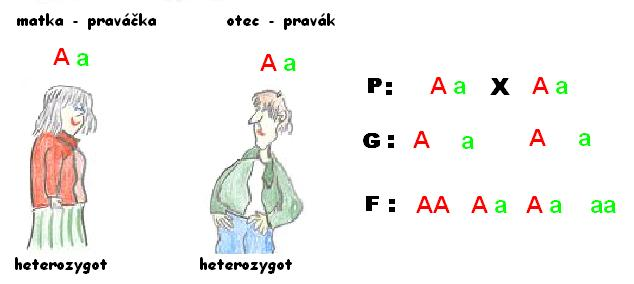 matka - praváčka
otec - pravák
A a
A a
heterozygot
heterozygot
P: A a X A a
G: A a A a
F: AA A a A a aa